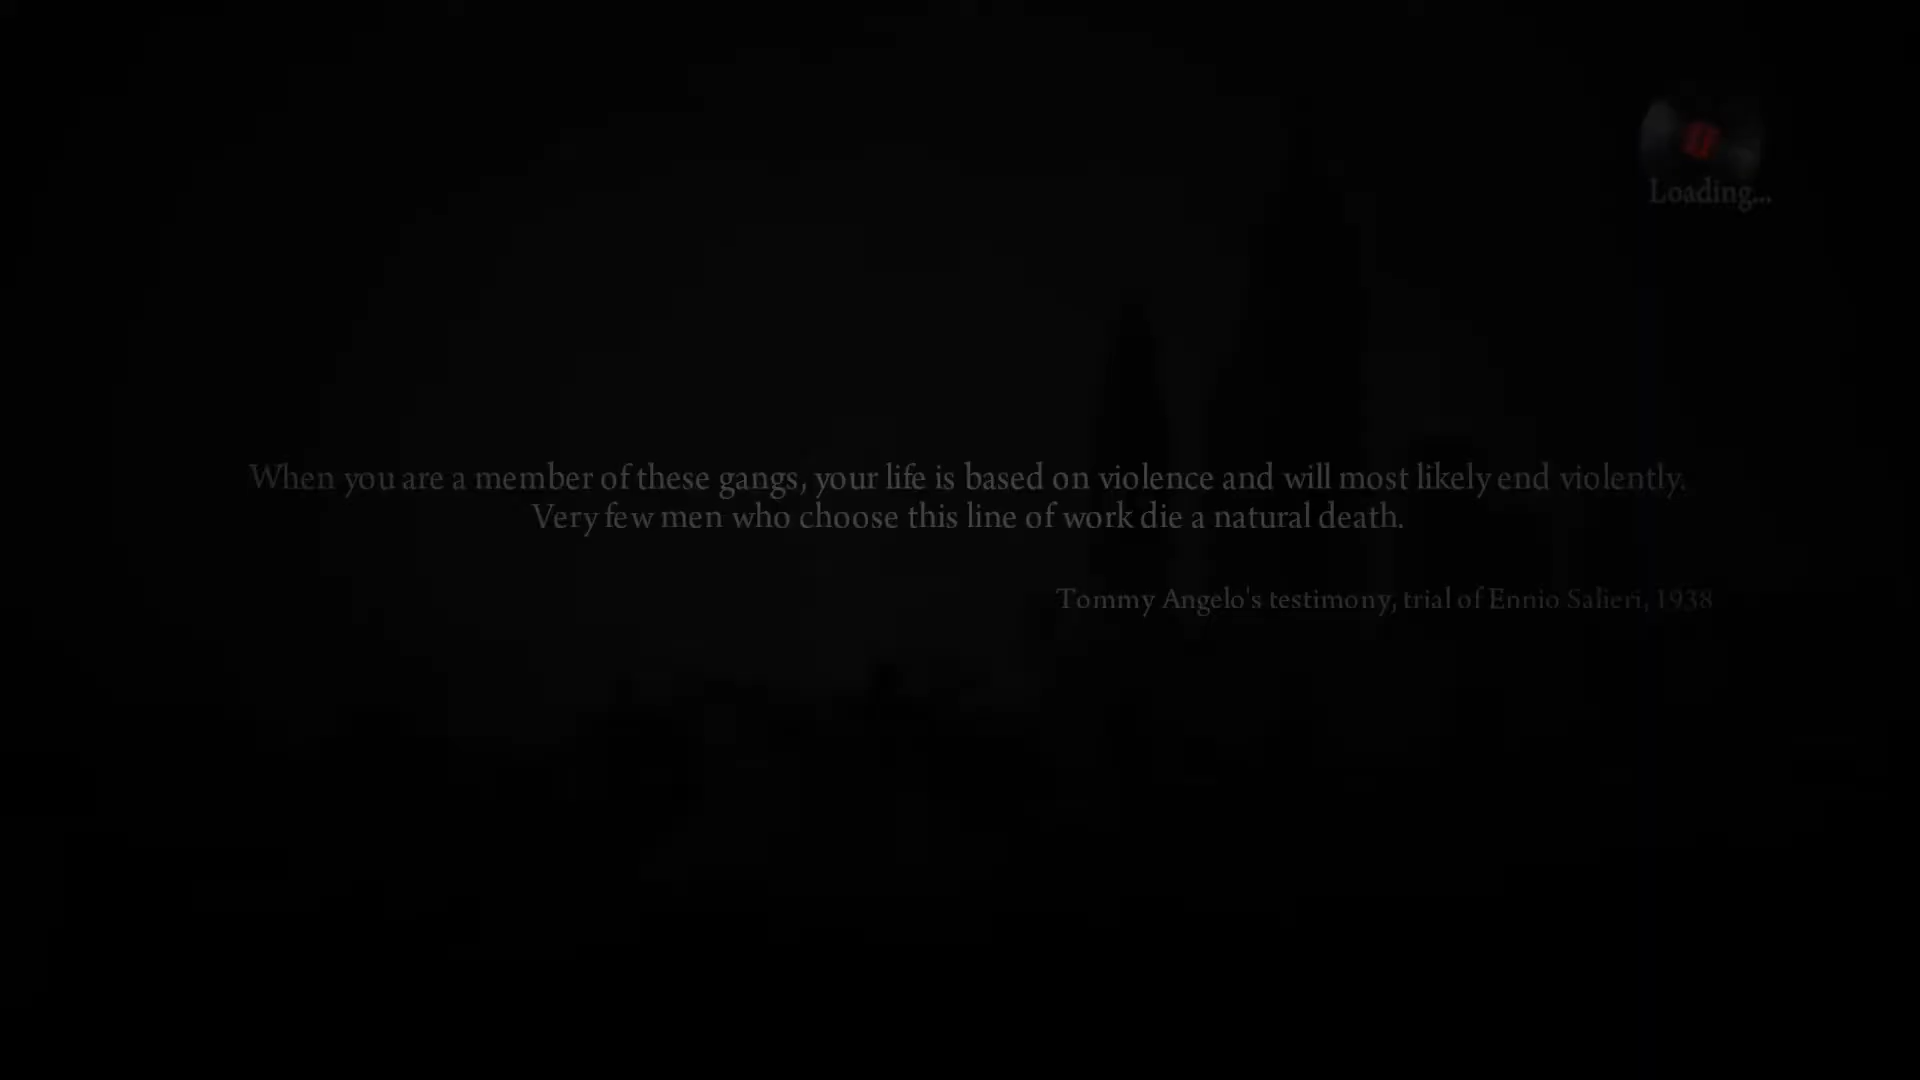 Loading...
When you are a member of these gangs, your life is based on violence and will most likely end violently.
Very few men who choose this line of work die a natural death.
Tommy Angelo's testimony, trial of Ennio Salieri, 1938